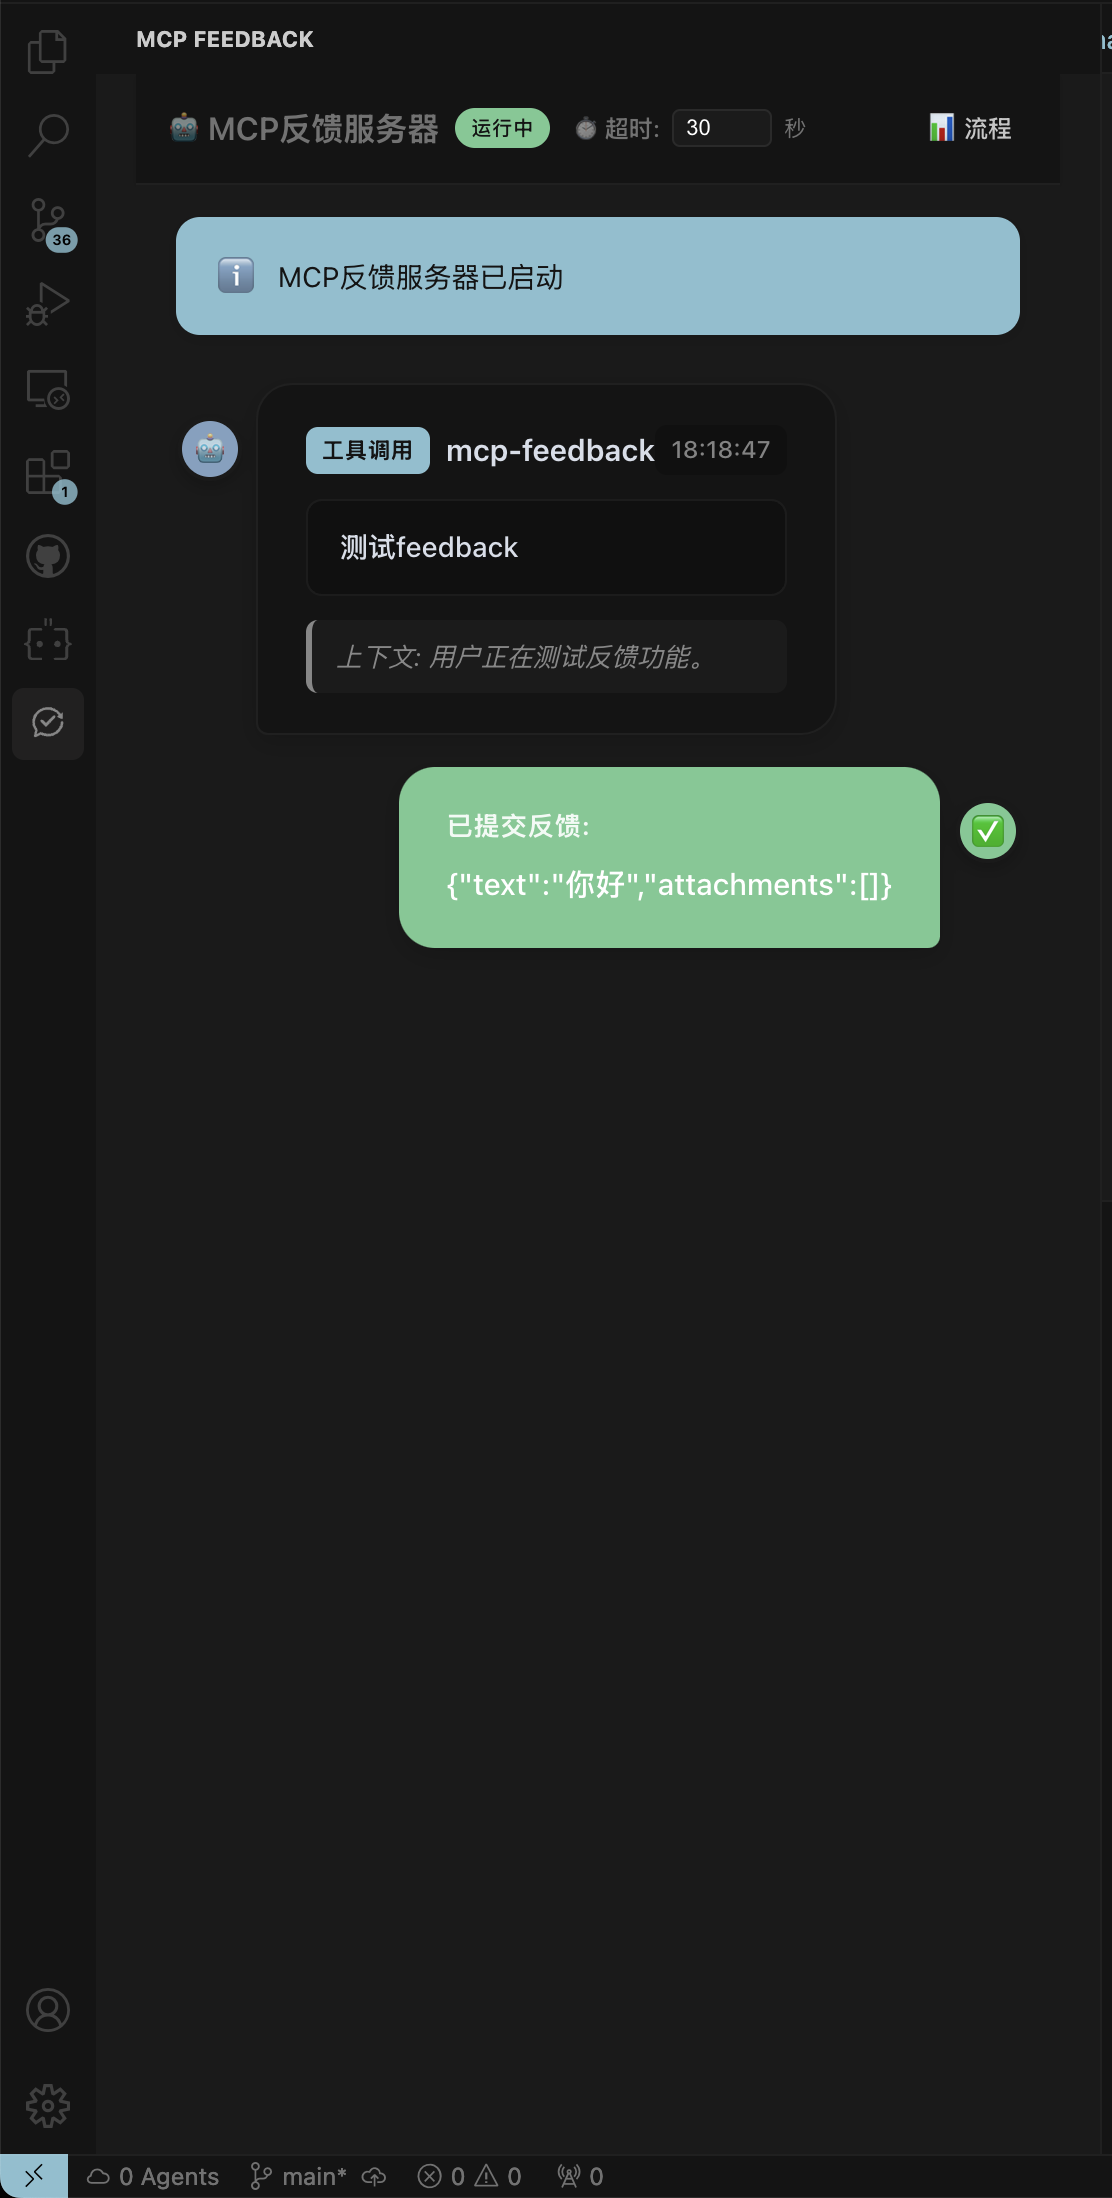 MCP FEEDBACK
MCP反馈服务器 运行中 超时: 30 秒 流程
36
MCP反馈服务器已启动
工具调用 mcp-feedback 18:18:47
1
测试feedback
上下文: 用户正在测试反馈功能。
已提交反馈:
{"text":"你好","attachments":[]}
0 Agents main* 0 0 0